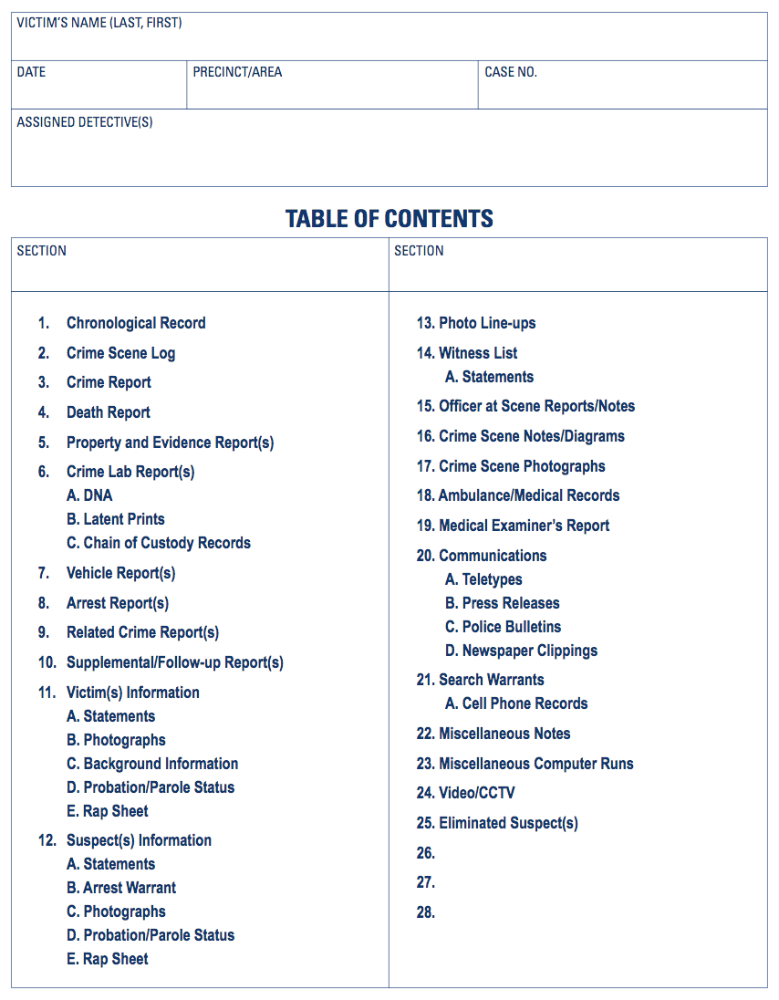 VICTIM'S NAME (LAST, FIRST)
DATE
PRECINCT/AREA
CASE NO.
ASSIGNED DETECTIVE(S)
TABLE OF CONTENTS
SECTION
1. Chronological Record
2. Crime Scene Log
3. Crime Report
4. Death Report
5. Property and Evidence Report(s)
6. Crime Lab Report(s)
A. DNA
B. Latent Prints
C. Chain of Custody Records
7. Vehicle Report(s)
8. Arrest Report(s)
9. Related Crime Report(s)
10. Supplemental/Follow-up Report(s)
11. Victim(s) Information
A. Statements
B. Photographs
C. Background Information
D. Probation/Parole Status
E. Rap Sheet
12. Suspect(s) Information
A. Statements
B. Arrest Warrant
C. Photographs
D. Probation/Parole Status
E. Rap Sheet
SECTION
13. Photo Line-ups
14. Witness List
A. Statements
15. Officer at Scene Reports/Notes
16. Crime Scene Notes/Diagrams
17. Crime Scene Photographs
18. Ambulance/Medical Records
19. Medical Examiner's Report
20. Communications
A. Teletypes
B. Press Releases
C. Police Bulletins
D. Newspaper Clippings
21. Search Warrants
A. Cell Phone Records
22. Miscellaneous Notes
23. Miscellaneous Computer Runs
24. Video/CCTV
25. Eliminated Suspect(s)
26.
27.
28.